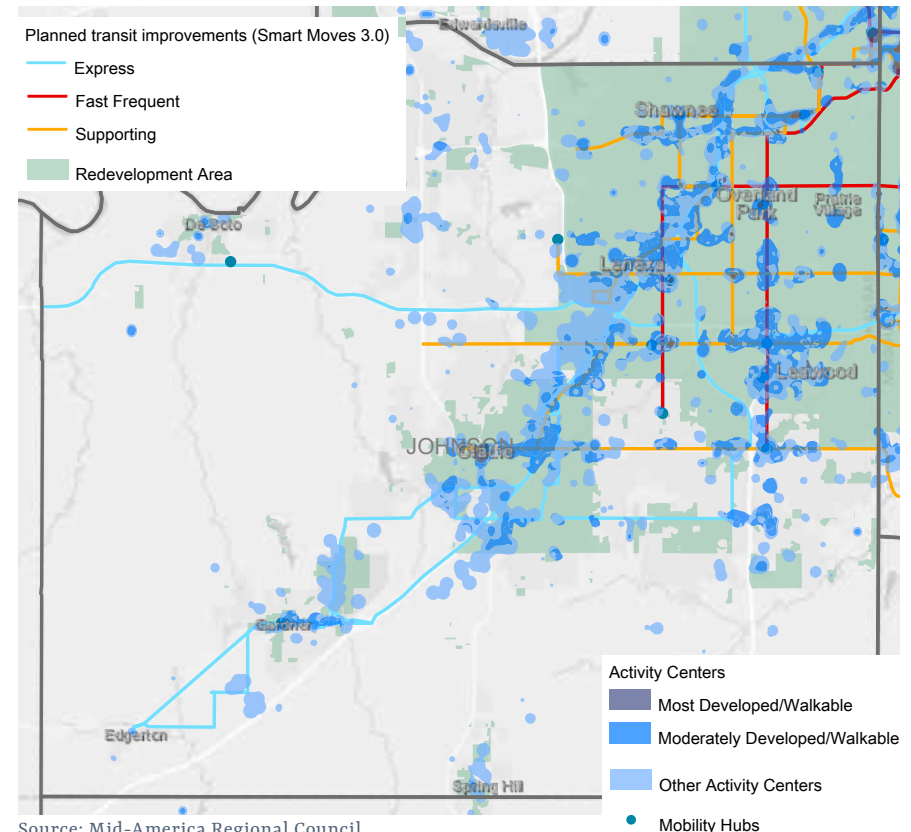 Edwardsville
Planned transit improvements (Smart Moves 3.0)
Express
Fast Frequent
Supporting
Redevelopment Area
Shawnee
Overland
Park
Prairie
Village
De Soto
Lenexa
Leawood
JOHNSON
Olathe
Gardner
Edgerton
Spring Hill
Activity Centers
Most Developed/Walkable
Moderately Developed/Walkable
Other Activity Centers
Mobility Hubs
Source: Mid-America Regional Council